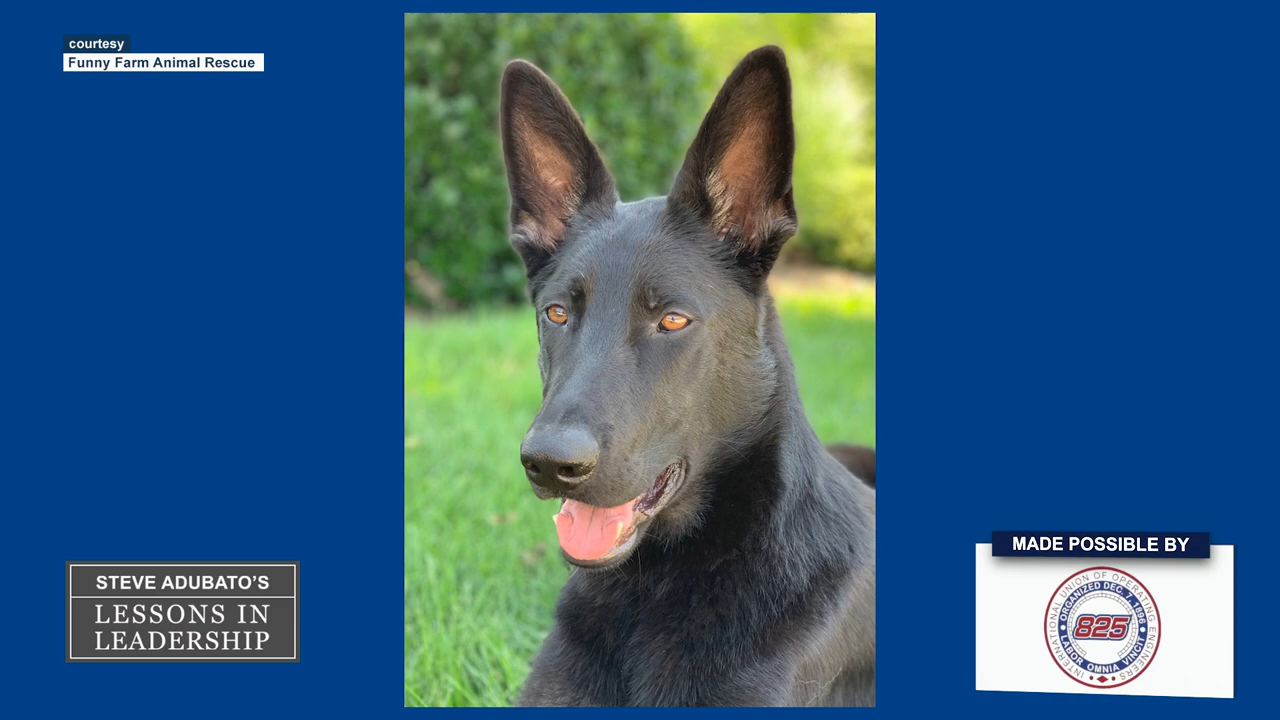 courtesy
Funny Farm Animal Rescue
STEVE ADUBATO'S
LESSONS IN
LEADERSHIP
MADE POSSIBLE BY
INTERNATIONAL UNION OF OPERATING ENGINEERS
ORGANIZED DEC. 7, 1896
825
LABOR OMNIA VINCIT